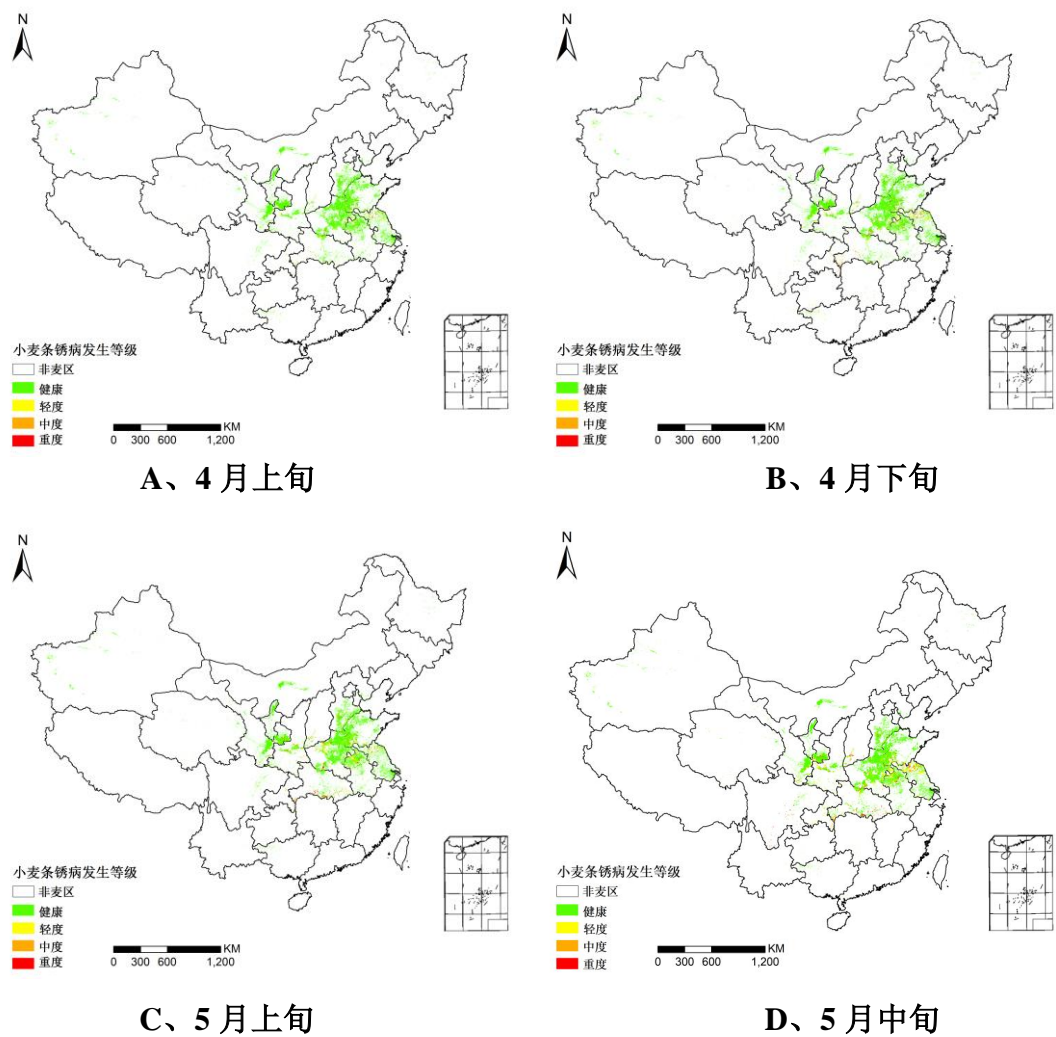 N
小麦条锈病发生等级
非麦区
健康
轻度
中度
重度
KM
0 300 600 1,200
A、4 月上旬
N
小麦条锈病发生等级
非麦区
健康
轻度
中度
重度
KM
0 300 600 1,200
B、4 月下旬
N
小麦条锈病发生等级
非麦区
健康
轻度
中度
重度
KM
0 300 600 1,200
C、5 月上旬
N
小麦条锈病发生等级
非麦区
健康
轻度
中度
重度
KM
0 300 600 1,200
D、5 月中旬